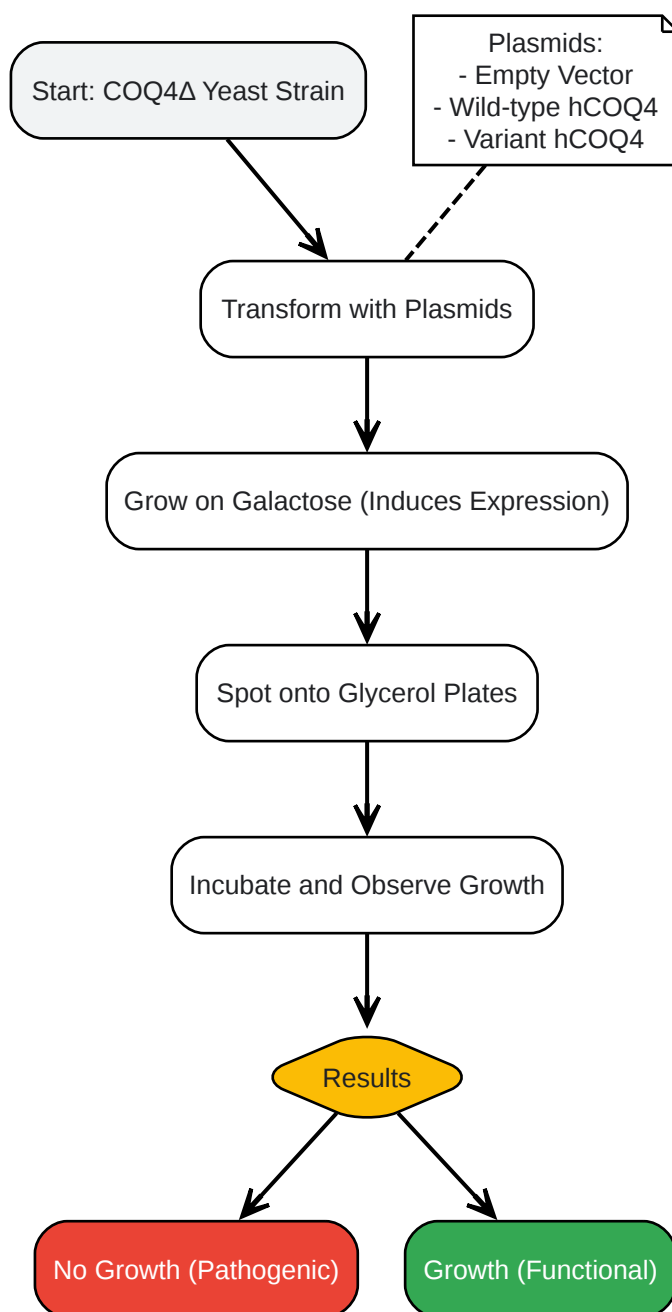 Start: COQ4Δ Yeast Strain
Plasmids:
- Empty Vector
- Wild-type hCOQ4
- Variant hCOQ4
Transform with Plasmids
Grow on Galactose (Induces Expression)
Spot onto Glycerol Plates
Incubate and Observe Growth
Results
No Growth (Pathogenic)
Growth (Functional)